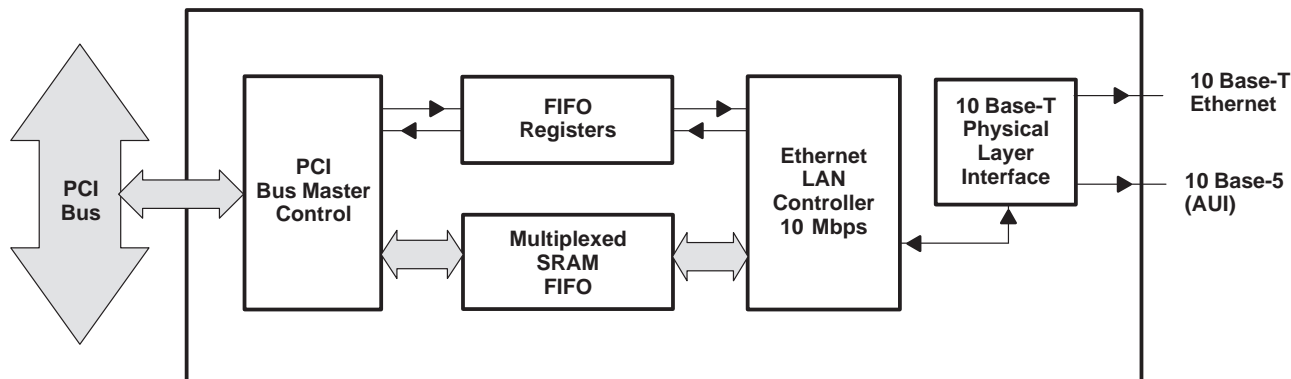 PCI
Bus
PCI
Bus Master
Control
FIFO
Registers
Multiplexed
SRAM
FIFO
Ethernet
LAN
Controller
10 Mbps
10 Base-T
Physical
Layer
Interface
10 Base-T
Ethernet
10 Base-5
(AUI)